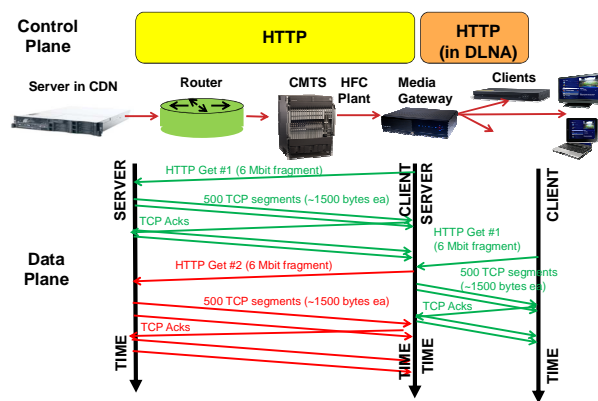 Control
Plane
HTTP
HTTP
(in DLNA)
Server in CDN
Router
CMTS
HFC
Plant
Media
Gateway
Clients
Data
Plane
SERVER
CLIENT
SERVER
CLIENT
HTTP Get #1 (6 Mbit fragment)
500 TCP segments (~1500 bytes ea)
TCP Acks
HTTP Get #2 (6 Mbit fragment)
500 TCP segments (~1500 bytes ea)
TCP Acks
HTTP Get #1
(6 Mbit fragment)
500 TCP segments
(~1500 bytes ea)
TCP Acks
TIME
TIME
TIME
TIME